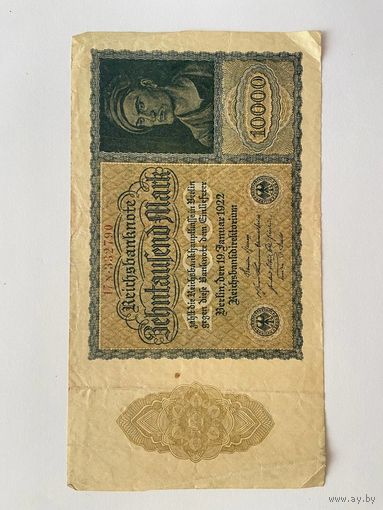 10000
Reichsbanknote
Zehntausend Mark
zahlt die Reichsbankhauptkasse in Berlin
gegen diese Banknote dem Einlieferer
Berlin, den 19. Januar 1922
Reichsbankdirektorium
332790
www.ay.by